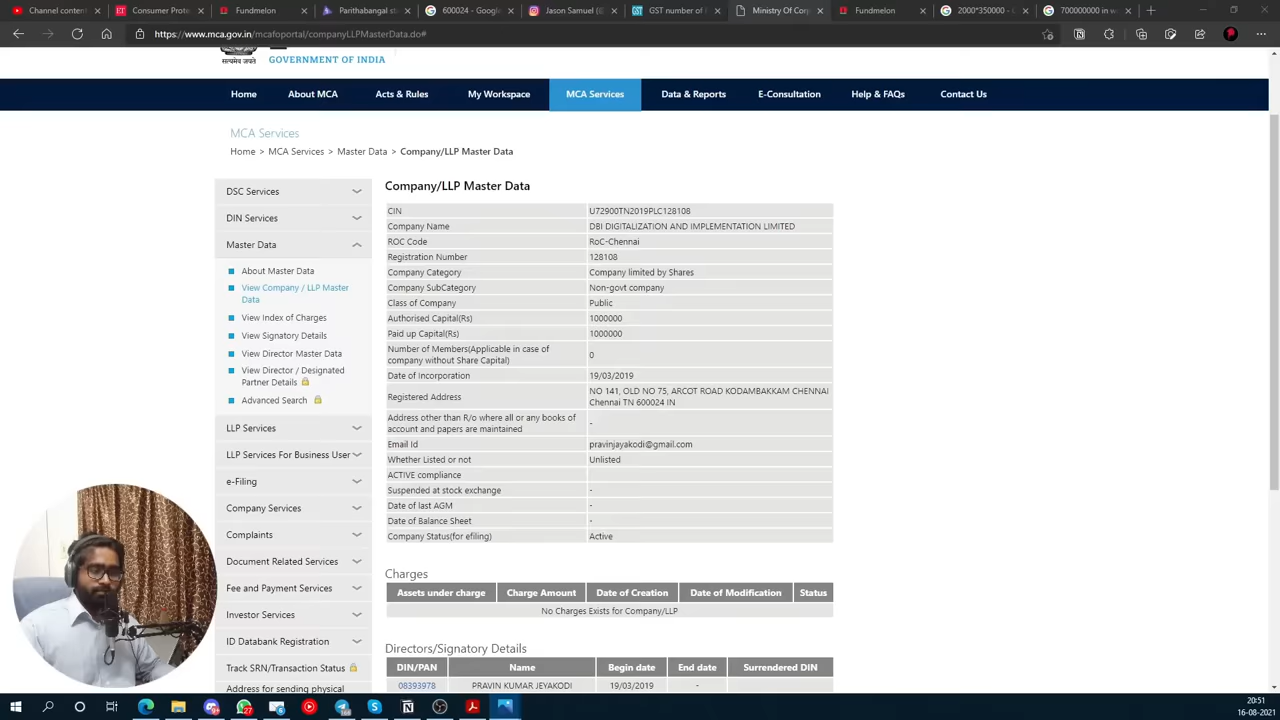 Channel content
Consumer Prote
Fundmelon
Parithabangal st
600024 - Google
Jason Samuel (@
GST number of
Ministry Of Corp
Fundmelon
2000*350000 -
700000000 in w
https://www.mca.gov.in/mcafoportal/companyLLPMasterData.do#
सत्यमेव जयते
GOVERNMENT OF INDIA
Home About MCA Acts & Rules My Workspace MCA Services Data & Reports E-Consultation Help & FAQs Contact Us
MCA Services
Home > MCA Services > Master Data > Company/LLP Master Data
DSC Services
DIN Services
Master Data
About Master Data
View Company / LLP Master
Data
View Index of Charges
View Signatory Details
View Director Master Data
View Director / Designated
Partner Details
Advanced Search
LLP Services
LLP Services For Business User
e-Filing
Company Services
Complaints
Document Related Services
Fee and Payment Services
Investor Services
ID Databank Registration
Track SRN/Transaction Status
Address for sending physical
Company/LLP Master Data
CIN U72900TN2019PLC128108
Company Name DBI DIGITALIZATION AND IMPLEMENTATION LIMITED
ROC Code RoC-Chennai
Registration Number 128108
Company Category Company limited by Shares
Company SubCategory Non-govt company
Class of Company Public
Authorised Capital(Rs) 1000000
Paid up Capital(Rs) 1000000
Number of Members(Applicable in case of
company without Share Capital) 0
Date of Incorporation 19/03/2019
Registered Address NO 141, OLD NO 75, ARCOT ROAD KODAMBAKKAM CHENNAI
Chennai TN 600024 IN
Address other than R/o where all or any books of
account and papers are maintained -
Email Id pravinjayakodi@gmail.com
Whether Listed or not Unlisted
ACTIVE compliance
Suspended at stock exchange -
Date of last AGM -
Date of Balance Sheet -
Company Status(for efiling) Active
Charges
Assets under charge Charge Amount Date of Creation Date of Modification Status
No Charges Exists for Company/LLP
Directors/Signatory Details
DIN/PAN Name Begin date End date Surrendered DIN
08393978 PRAVIN KUMAR JEYAKODI 19/03/2019 -
20:51
16-08-2021